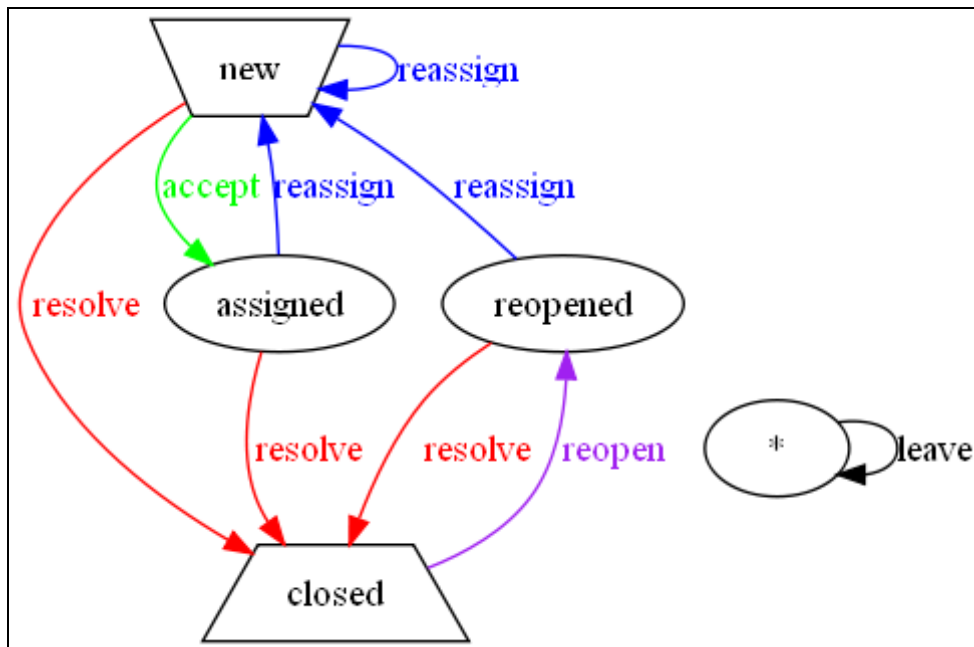 new
reassign
accept
reassign
reassign
resolve
assigned
reopened
resolve
resolve
reopen
*
leave
closed